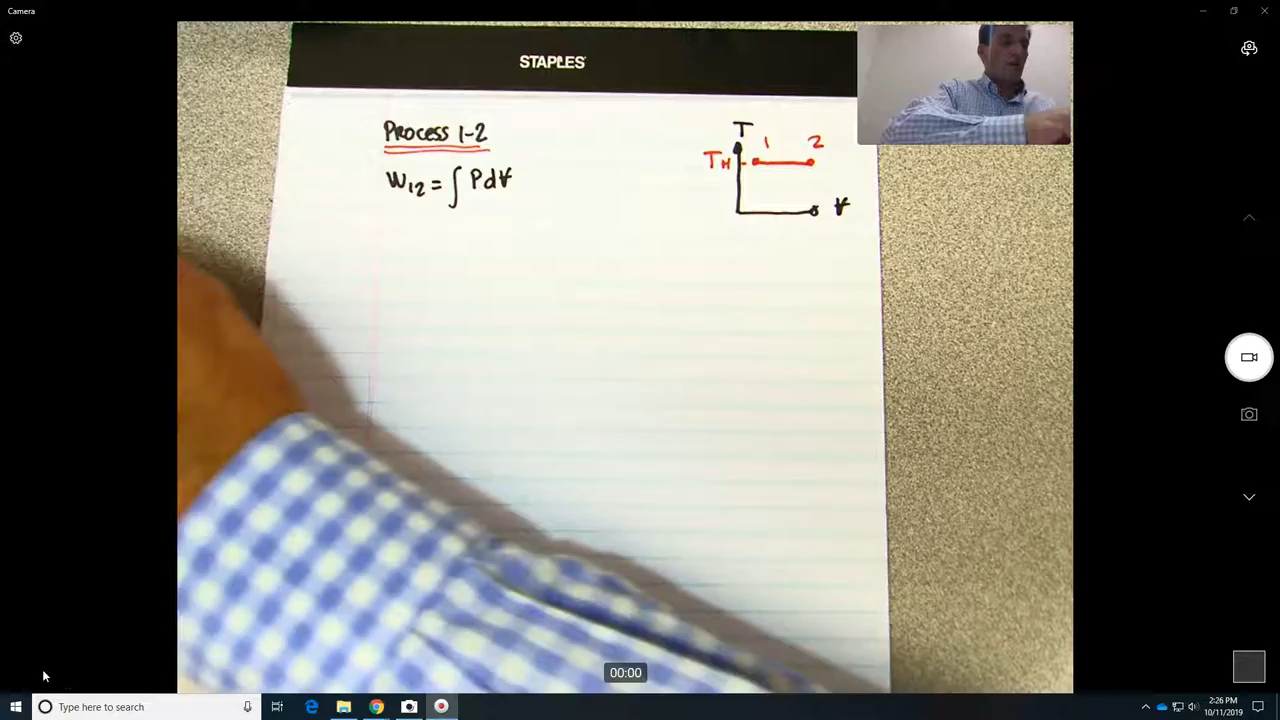 Camera
STAPLES
Process 1-2
W12 = ∫ Pd∀
T
1 2
TH
∀
00:00
Type here to search
2:26 PM
10/11/2019